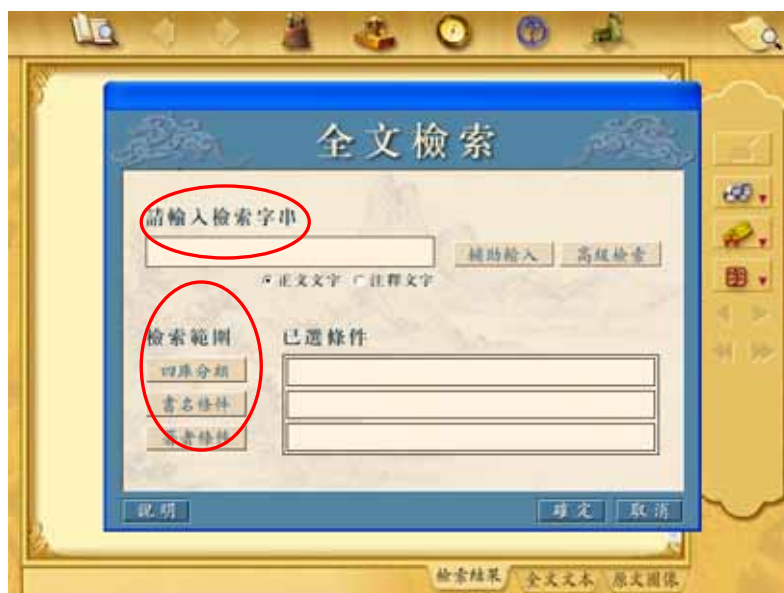 全文檢索
請輸入檢索字串
補助輸入 高級檢索
正文文字 注釋文字
檢索範圍 已選條件
四庫分類
書名條件
著者條件
說明 確定 取消
檢索結果 全文文本 原文圖像